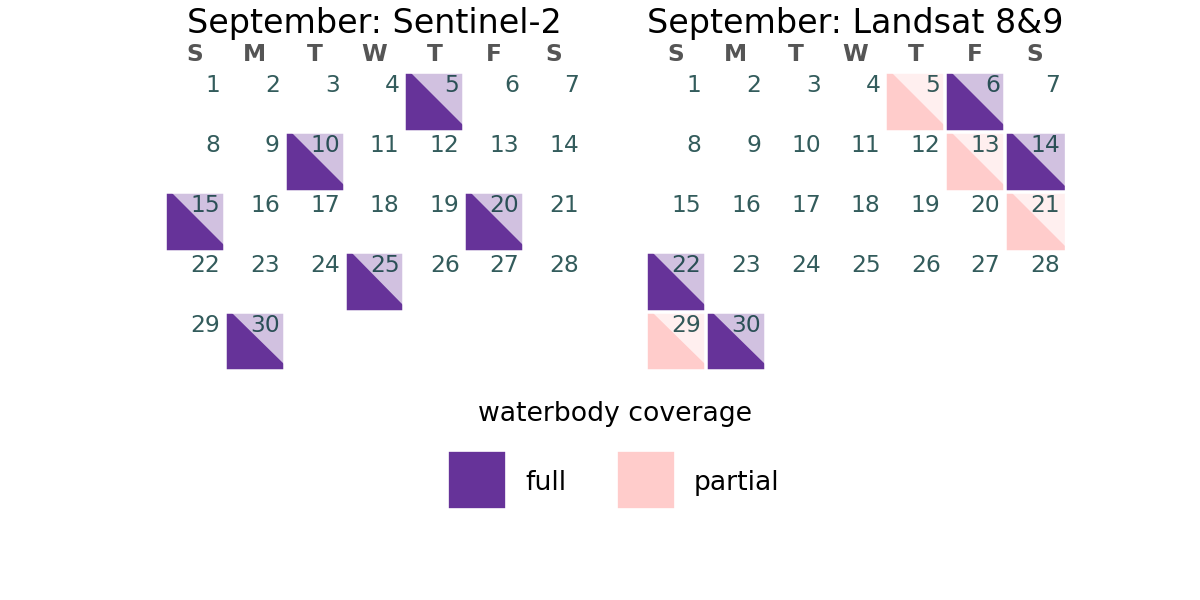 September: Sentinel-2
S M T W T F S
1 2 3 4 5 6 7
8 9 10 11 12 13 14
15 16 17 18 19 20 21
22 23 24 25 26 27 28
29 30
September: Landsat 8&9
S M T W T F S
1 2 3 4 5 6 7
8 9 10 11 12 13 14
15 16 17 18 19 20 21
22 23 24 25 26 27 28
29 30
waterbody coverage
full partial